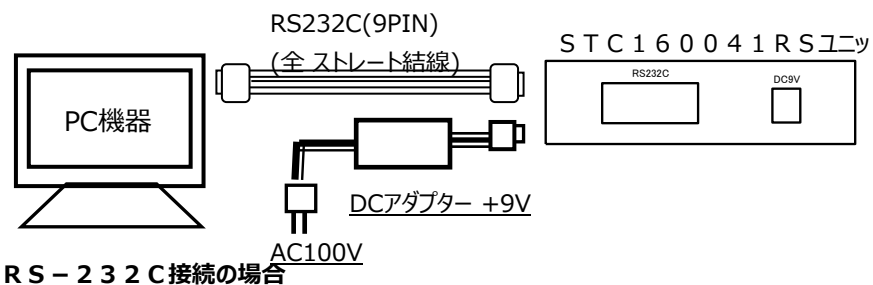 RS232C(9PIN)
(全 ストレート結線)
ＳＴＣ１６００４１ＲＳユニッ
RS232C
DC9V
PC機器
DCアダプター +9V
AC100V
ＲＳ－２３２Ｃ接続の場合